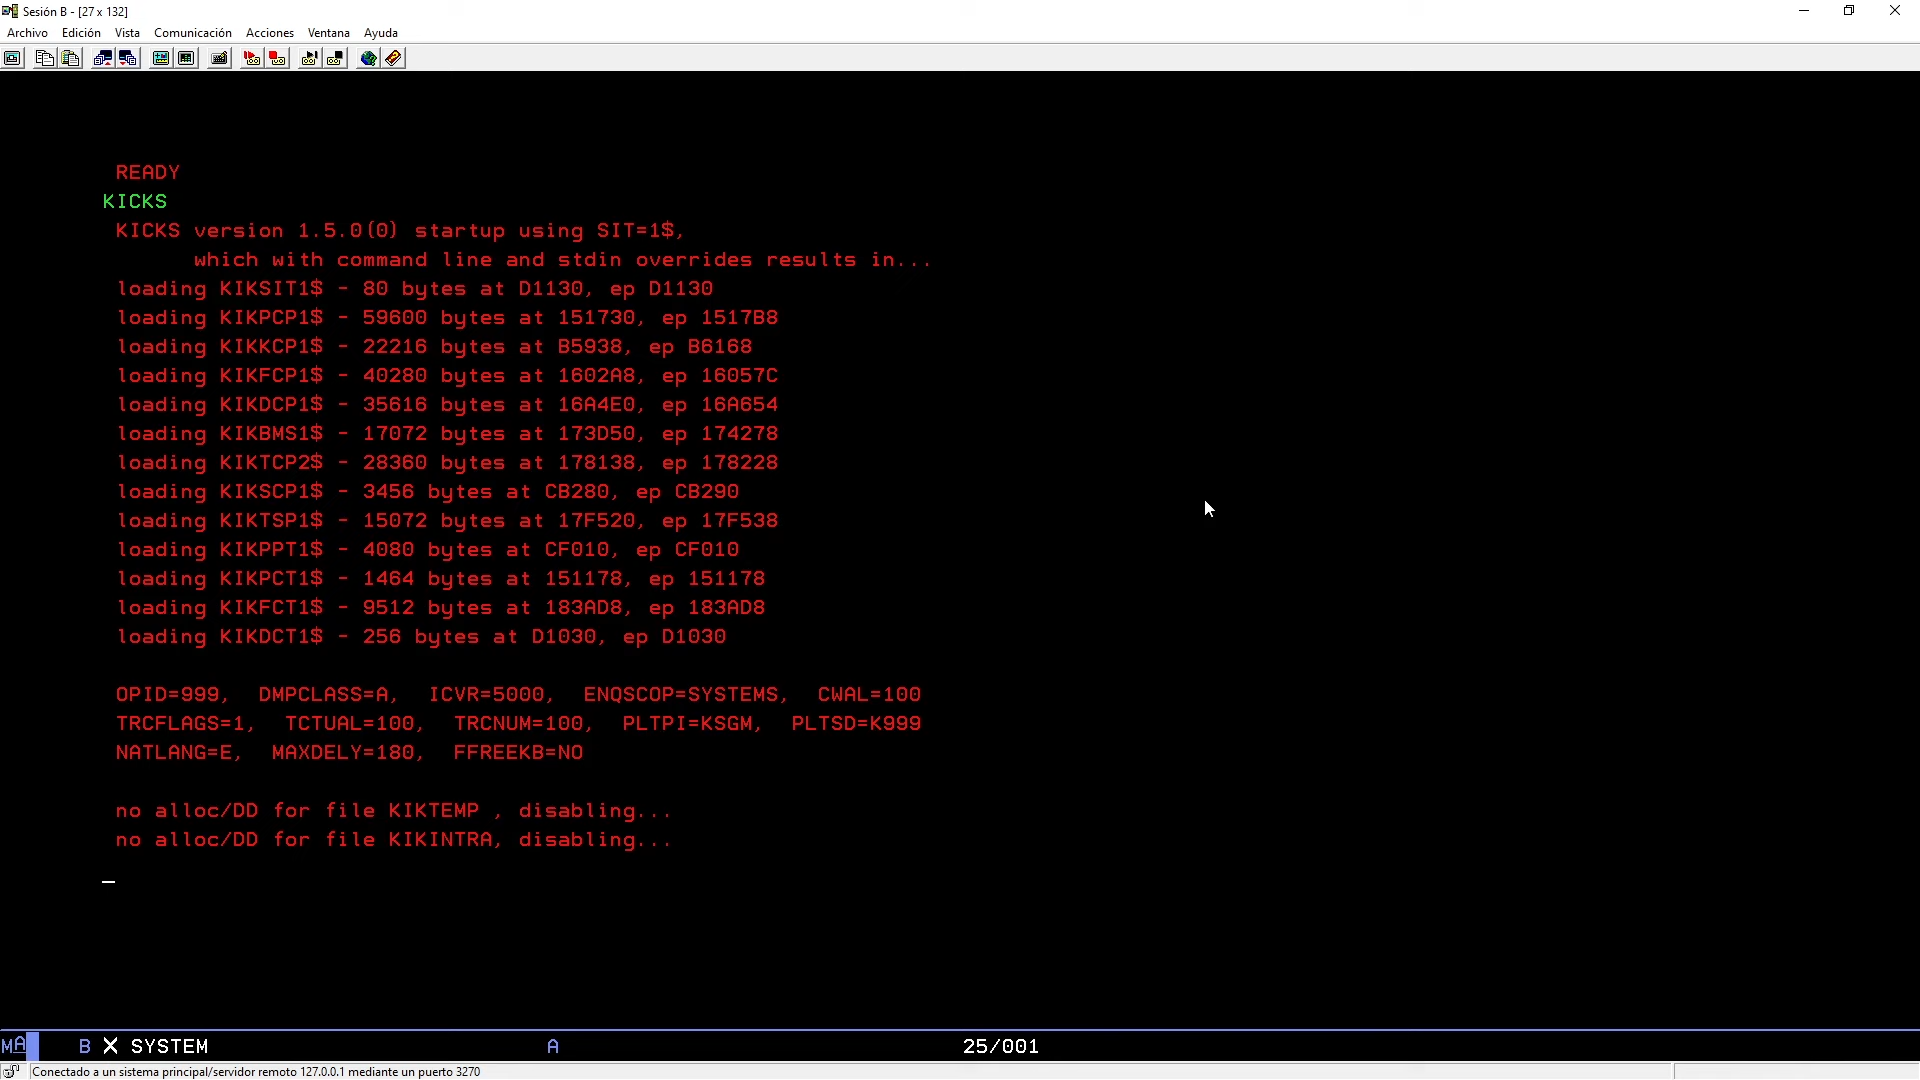 Sesión B - [27 x 132]
Archivo Edición Vista Comunicación Acciones Ventana Ayuda
READY
KICKS
KICKS version 1.5.0(0) startup using SIT=1$,
which with command line and stdin overrides results in...
loading KIKSIT1$ - 80 bytes at D1130, ep D1130
loading KIKPCP1$ - 59600 bytes at 151730, ep 1517B8
loading KIKKCP1$ - 22216 bytes at B5938, ep B6168
loading KIKFCP1$ - 40280 bytes at 1602A8, ep 16057C
loading KIKDCP1$ - 35616 bytes at 16A4E0, ep 16A654
loading KIKBMS1$ - 17072 bytes at 173D50, ep 174278
loading KIKTCP2$ - 28360 bytes at 178138, ep 178228
loading KIKSCP1$ - 3456 bytes at CB280, ep CB290
loading KIKTSP1$ - 15072 bytes at 17F520, ep 17F538
loading KIKPPT1$ - 4080 bytes at CF010, ep CF010
loading KIKPCT1$ - 1464 bytes at 151178, ep 151178
loading KIKFCT1$ - 9512 bytes at 183AD8, ep 183AD8
loading KIKDCT1$ - 256 bytes at D1030, ep D1030
OPID=999, DMPCLASS=A, ICVR=5000, ENQSCOP=SYSTEMS, CWAL=100
TRCFLAGS=1, TCTUAL=100, TRCNUM=100, PLTPI=KSGM, PLTSD=K999
NATLANG=E, MAXDELY=180, FFREEKB=NO
no alloc/DD for file KIKTEMP , disabling...
no alloc/DD for file KIKINTRA, disabling...
MA B X SYSTEM A 25/001
Conectado a un sistema principal/servidor remoto 127.0.0.1 mediante un puerto 3270